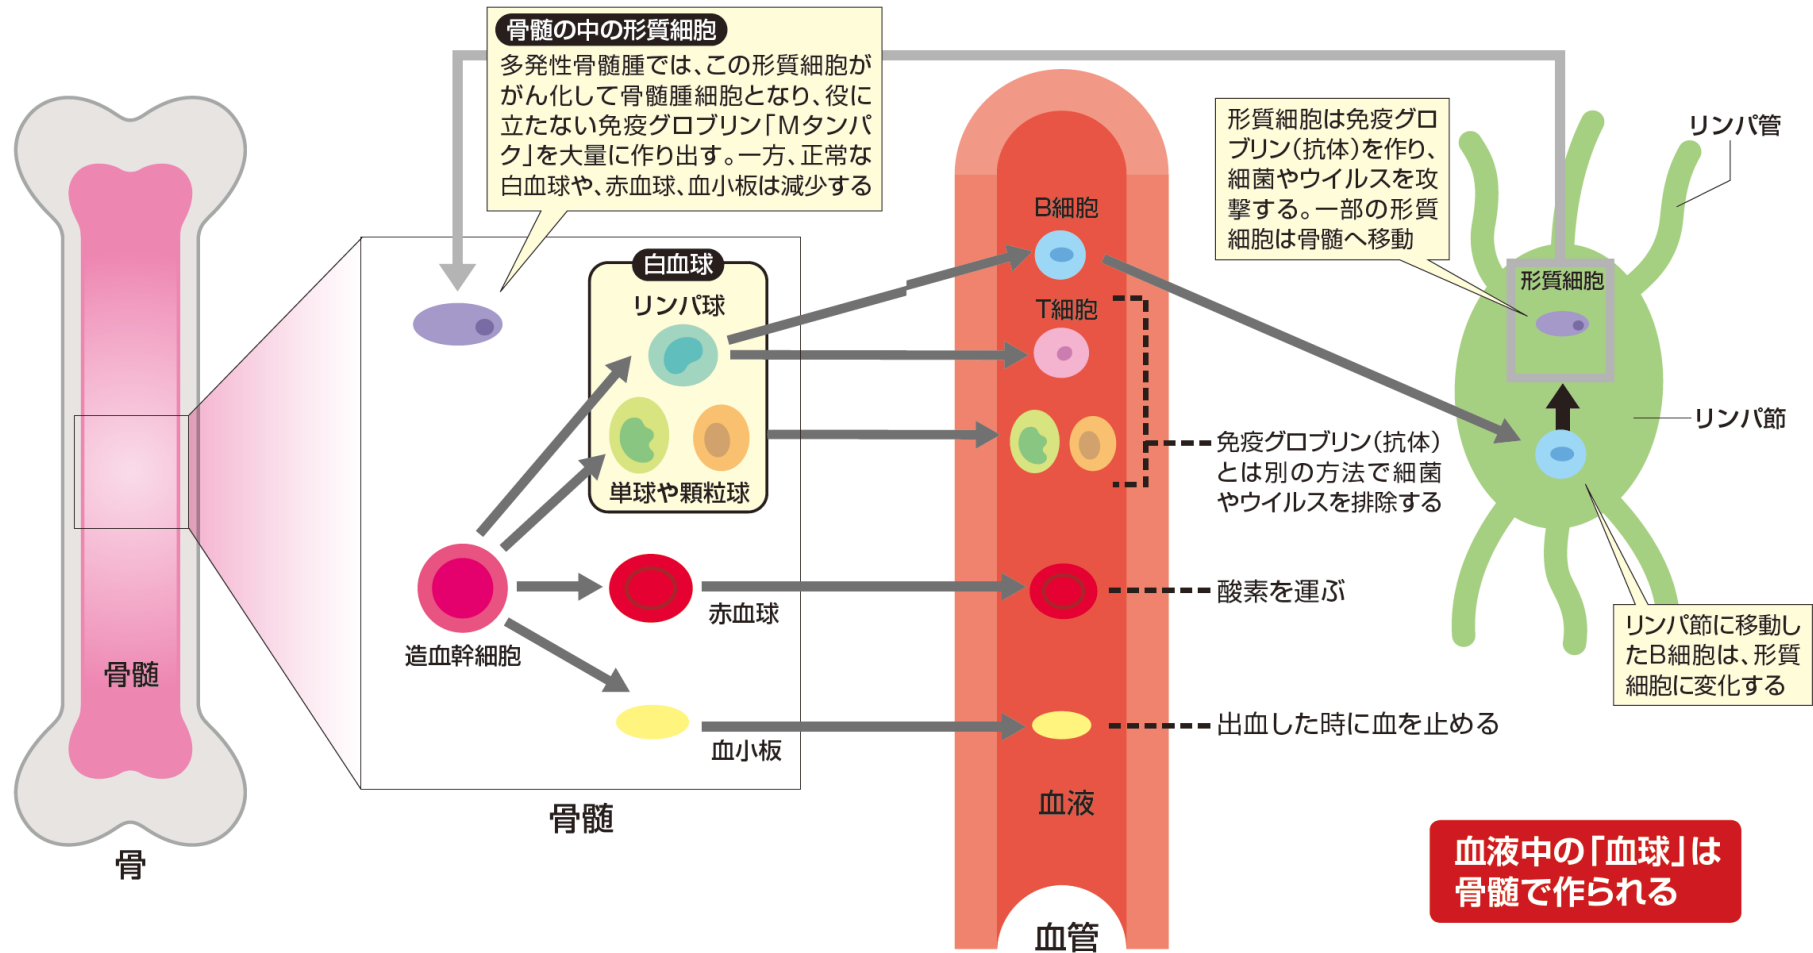 骨髄の中の形質細胞
多発性骨髄腫では、この形質細胞が
がん化して骨髄腫細胞となり、役に
立たない免疫グロブリン「Mタンパ
ク」を大量に作り出す。一方、正常な
白血球や、赤血球、血小板は減少する
白血球
リンパ球
単球や顆粒球
造血幹細胞
赤血球
血小板
骨髄
骨
骨髄
B細胞
T細胞
血液
血管
免疫グロブリン(抗体)
とは別の方法で細菌
やウイルスを排除する
酸素を運ぶ
出血した時に血を止める
形質細胞は免疫グロ
ブリン(抗体)を作り、
細菌やウイルスを攻
撃する。一部の形質
細胞は骨髄へ移動
リンパ管
形質細胞
リンパ節
リンパ節に移動し
たB細胞は、形質
細胞に変化する
血液中の「血球」は
骨髄で作られる